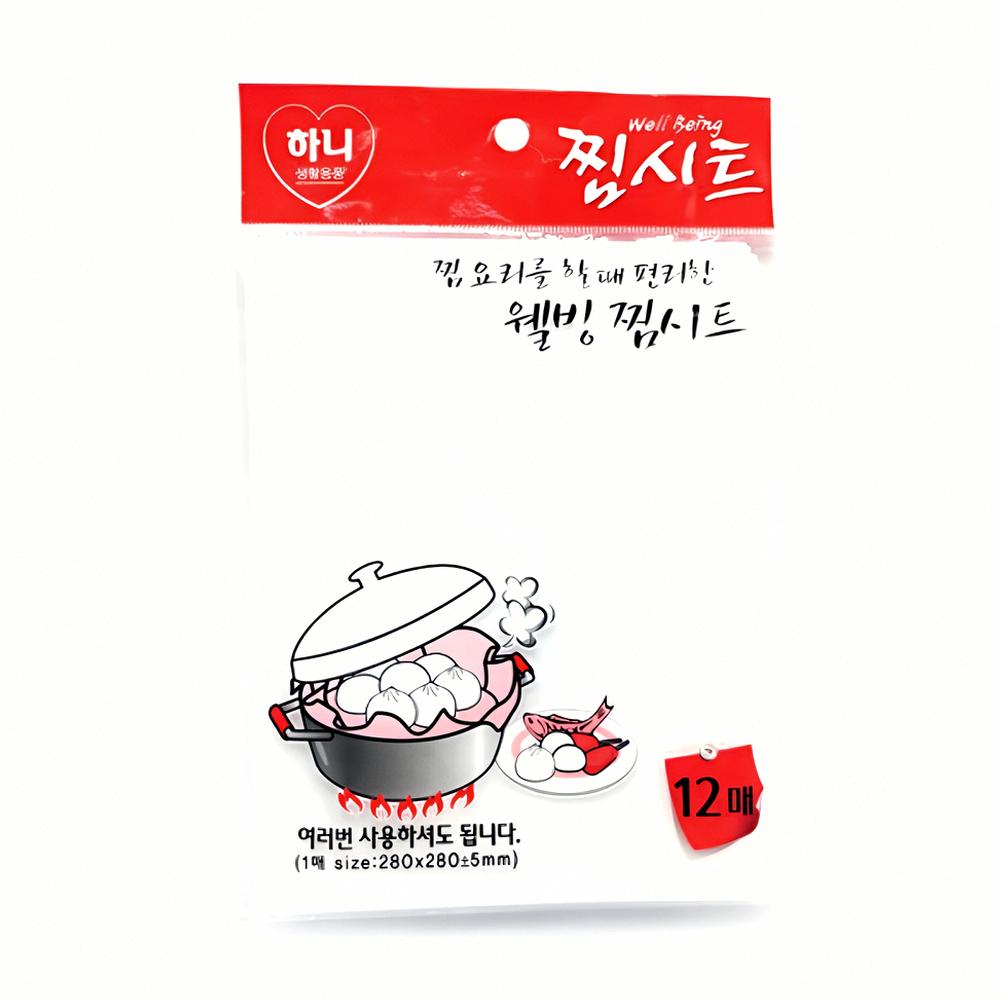 하니
생활용품
Well Being
찜시트
찜 요리를 할 때 편리한
웰빙 찜시트
12매
여러번 사용하셔도 됩니다.
(1매 size:280x280±5mm)